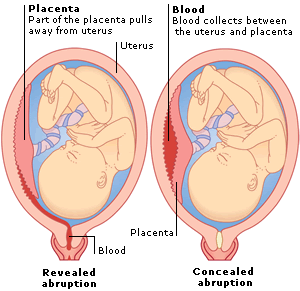 Placenta
Part of the placenta pulls
away from uterus
Uterus
Blood
Revealed
abruption
Blood
Blood collects between
the uterus and placenta
Placenta
Concealed
abruption